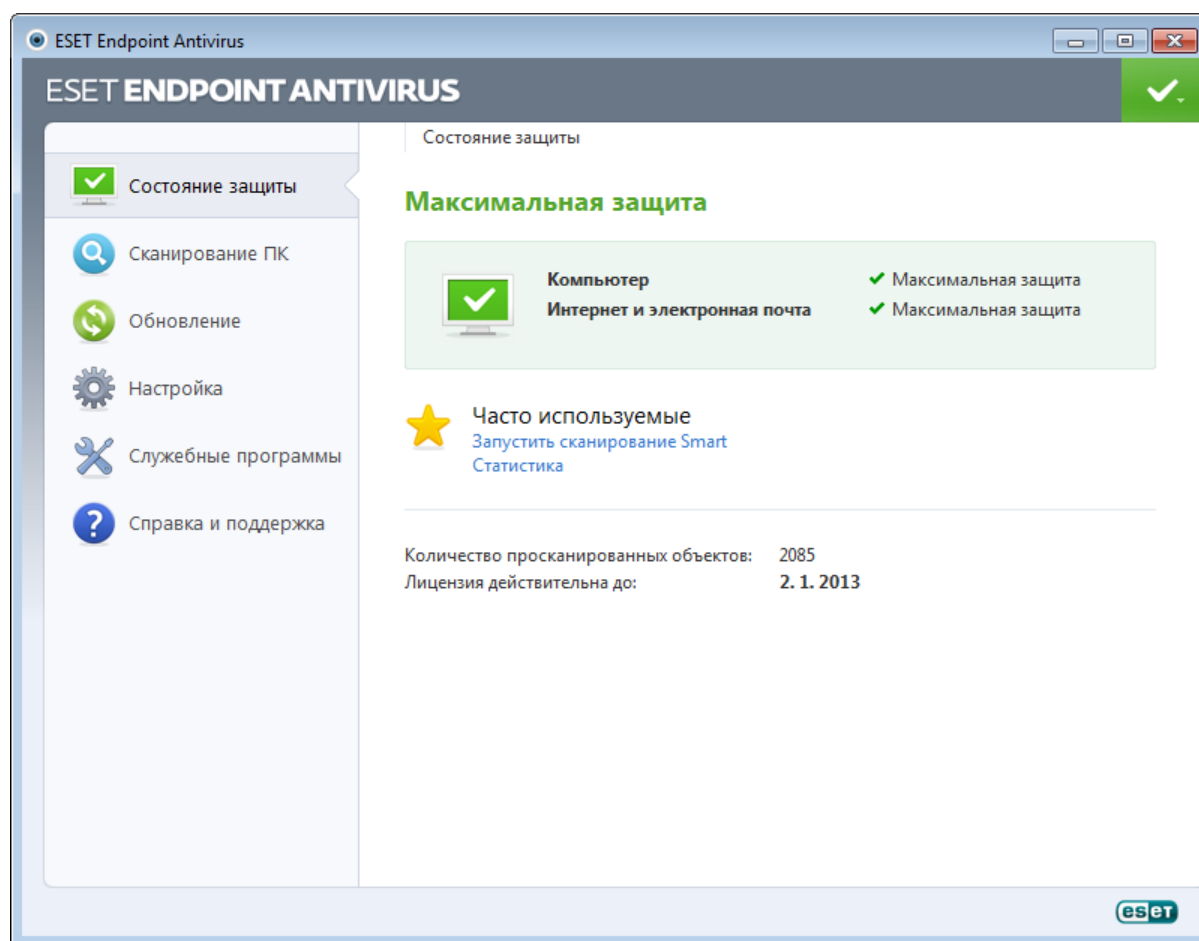 ESET Endpoint Antivirus
ESET ENDPOINT ANTIVIRUS
Состояние защиты
Сканирование ПК
Обновление
Настройка
Служебные программы
Справка и поддержка
Состояние защиты
Максимальная защита
Компьютер ✔ Максимальная защита
Интернет и электронная почта ✔ Максимальная защита
Часто используемые
Запустить сканирование Smart
Статистика
Количество просканированных объектов: 2085
Лицензия действительна до: 2. 1. 2013
eset